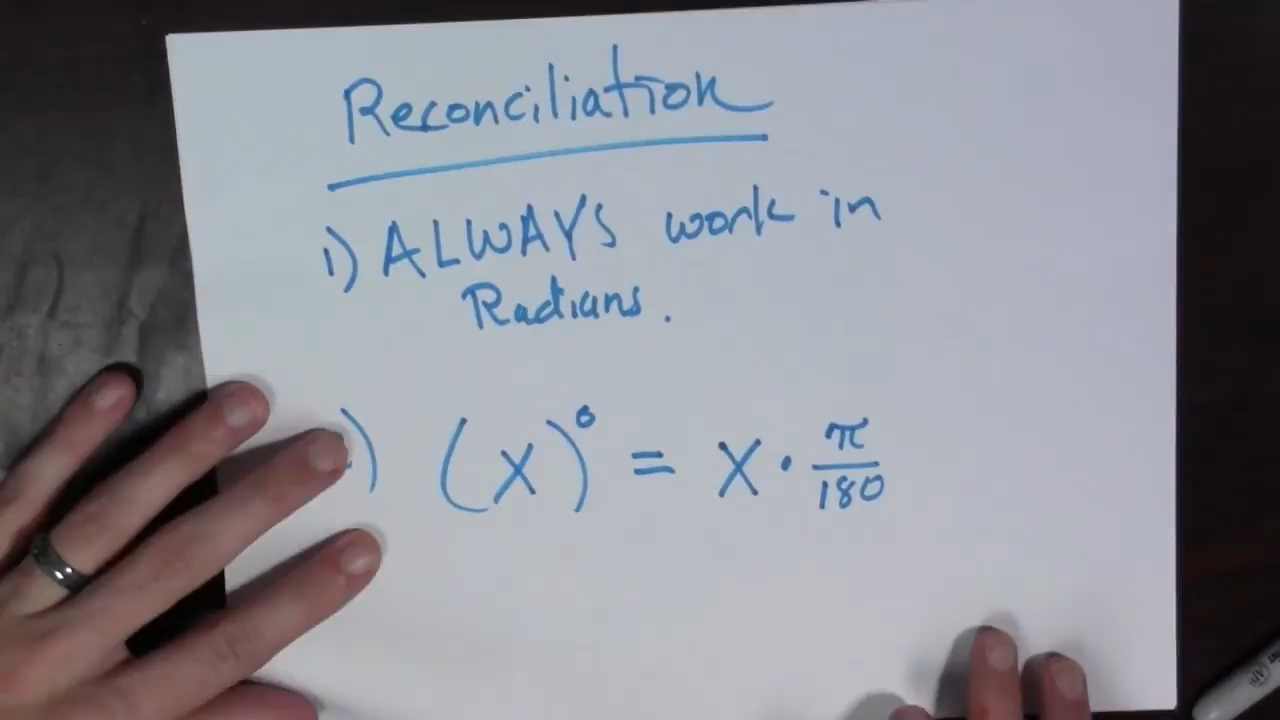 Reconciliation
1) ALWAYS work in
Radians.
) (x)° = x · π/180